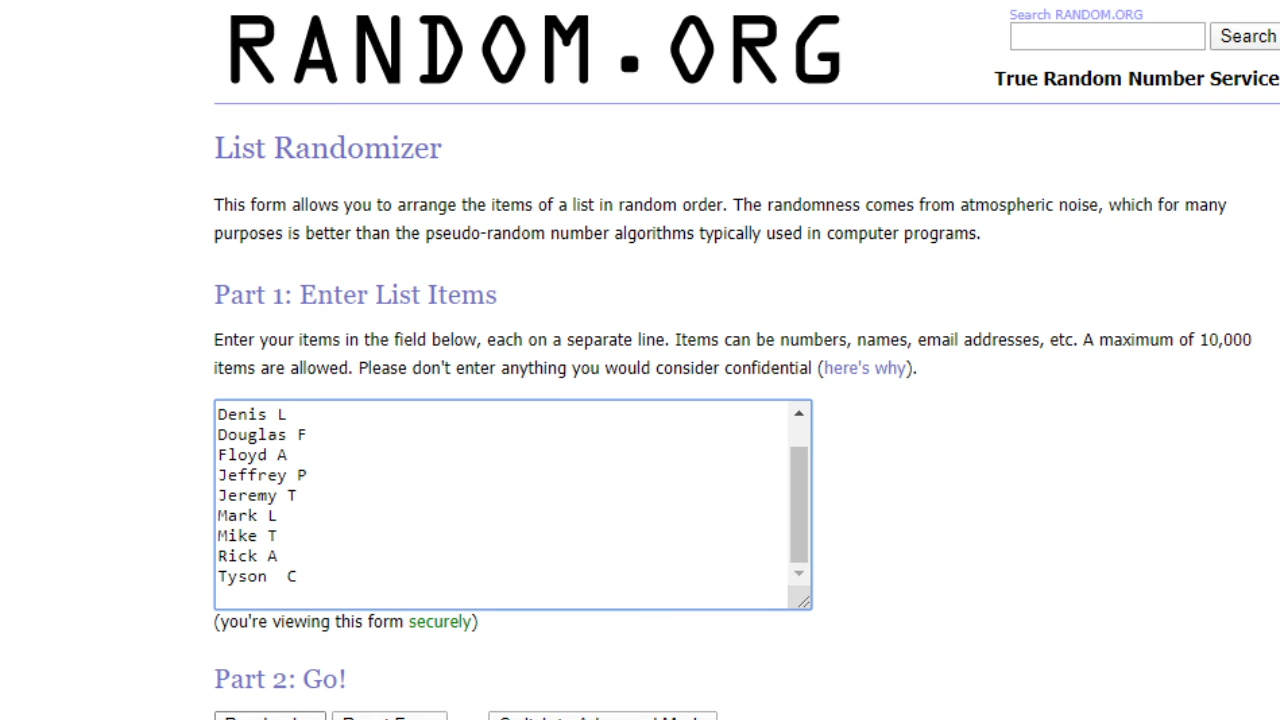 RANDOM.ORG
Search RANDOM.ORG
Search
True Random Number Service
List Randomizer
This form allows you to arrange the items of a list in random order. The randomness comes from atmospheric noise, which for many
purposes is better than the pseudo-random number algorithms typically used in computer programs.
Part 1: Enter List Items
Enter your items in the field below, each on a separate line. Items can be numbers, names, email addresses, etc. A maximum of 10,000
items are allowed. Please don't enter anything you would consider confidential (here's why).
Denis L
Douglas F
Floyd A
Jeffrey P
Jeremy T
Mark L
Mike T
Rick A
Tyson  C
(you're viewing this form securely)
Part 2: Go!